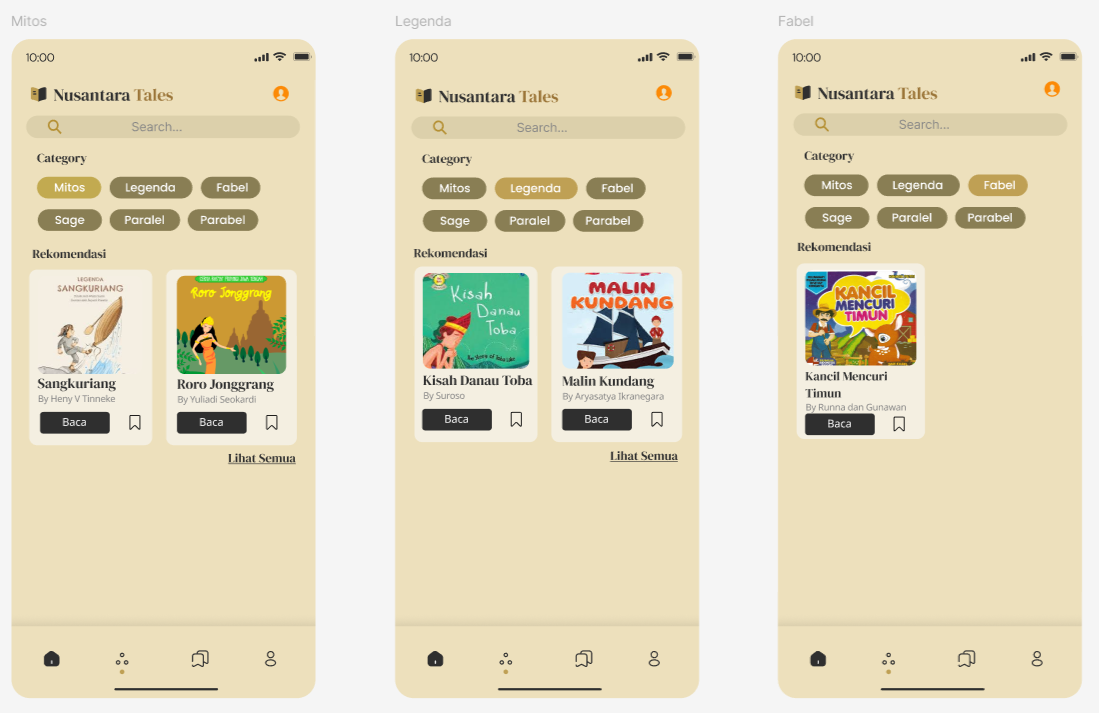 Mitos
10:00
Nusantara Tales
Search...
Category
Mitos Legenda Fabel
Sage Paralel Parabel
Rekomendasi
LEGENDA
SANGKURIANG
Roro Jonggrang
Sangkuriang
By Heny V Tinneke
Baca
Roro Jonggrang
By Yuliadi Seokardi
Baca
Lihat Semua
Legenda
10:00
Nusantara Tales
Search...
Category
Mitos Legenda Fabel
Sage Paralel Parabel
Rekomendasi
Kisah
Danau
Toba
MALIN
KUNDANG
Kisah Danau Toba
By Suroso
Baca
Malin Kundang
By Aryasatya Ikranegara
Baca
Lihat Semua
Fabel
10:00
Nusantara Tales
Search...
Category
Mitos Legenda Fabel
Sage Paralel Parabel
Rekomendasi
KANCIL
MENCURI
TIMUN
Kancil Mencuri
Timun
By Runna dan Gunawan
Baca